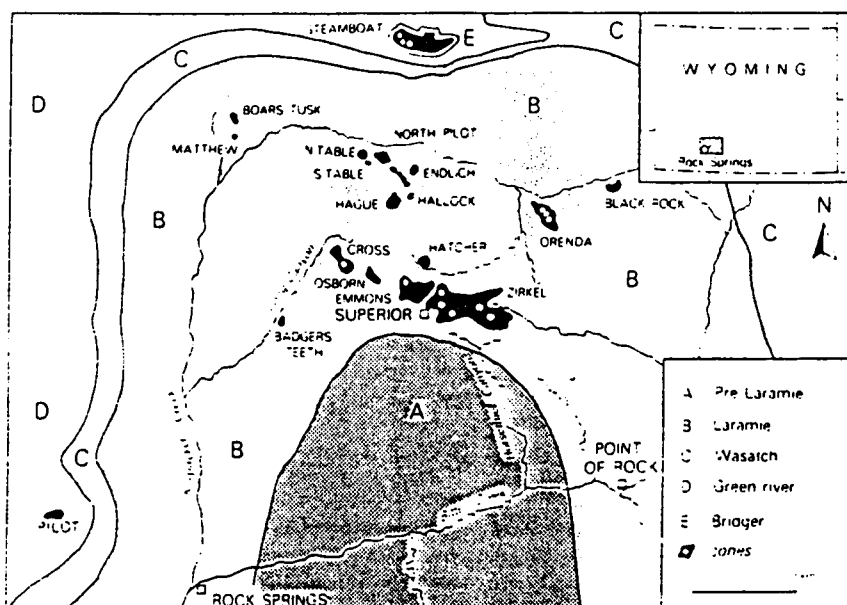 STEAMBOAT
E
C
C
WYOMING
Rock Springs
D
BOARS TUSK
MATTHEW
B
NORTH PILOT
N TABLE
S TABLE
ENDLICH
HAGUE
HALLOCK
BLACK ROCK
ORENDA
N
C
B
CROSS
HATCHER
OSBORN
EMMONS
ZIRKEL
B
SUPERIOR
BADGERS
TEETH
D
A
B
C
POINT
OF ROCK
PILOT
ROCK SPRINGS
A Pre Laramie
B Laramie
C Wasatch
D Green river
E Bridger
cones